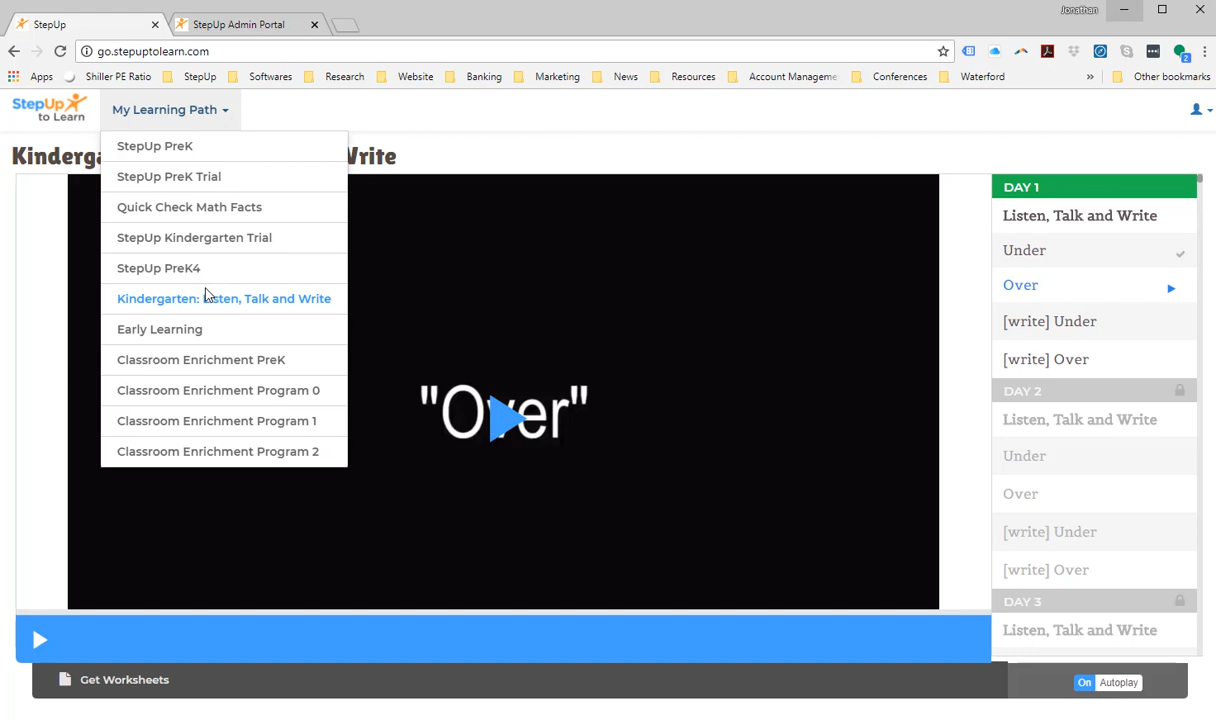 Jonathan
StepUp
StepUp Admin Portal
go.stepuptolearn.com
Apps
Shiller PE Ratio
StepUp
Softwares
Research
Website
Banking
Marketing
News
Resources
Account Manageme
Conferences
Waterford
»
Other bookmarks
2
StepUp
to Learn
My Learning Path
Kinderga
Write
StepUp PreK
StepUp PreK Trial
Quick Check Math Facts
StepUp Kindergarten Trial
StepUp PreK4
Kindergarten: Listen, Talk and Write
Early Learning
Classroom Enrichment PreK
Classroom Enrichment Program 0
Classroom Enrichment Program 1
Classroom Enrichment Program 2
"Over"
DAY 1
Listen, Talk and Write
Under
Over
[write] Under
[write] Over
DAY 2
Listen, Talk and Write
Under
Over
[write] Under
[write] Over
DAY 3
Listen, Talk and Write
Get Worksheets
On Autoplay